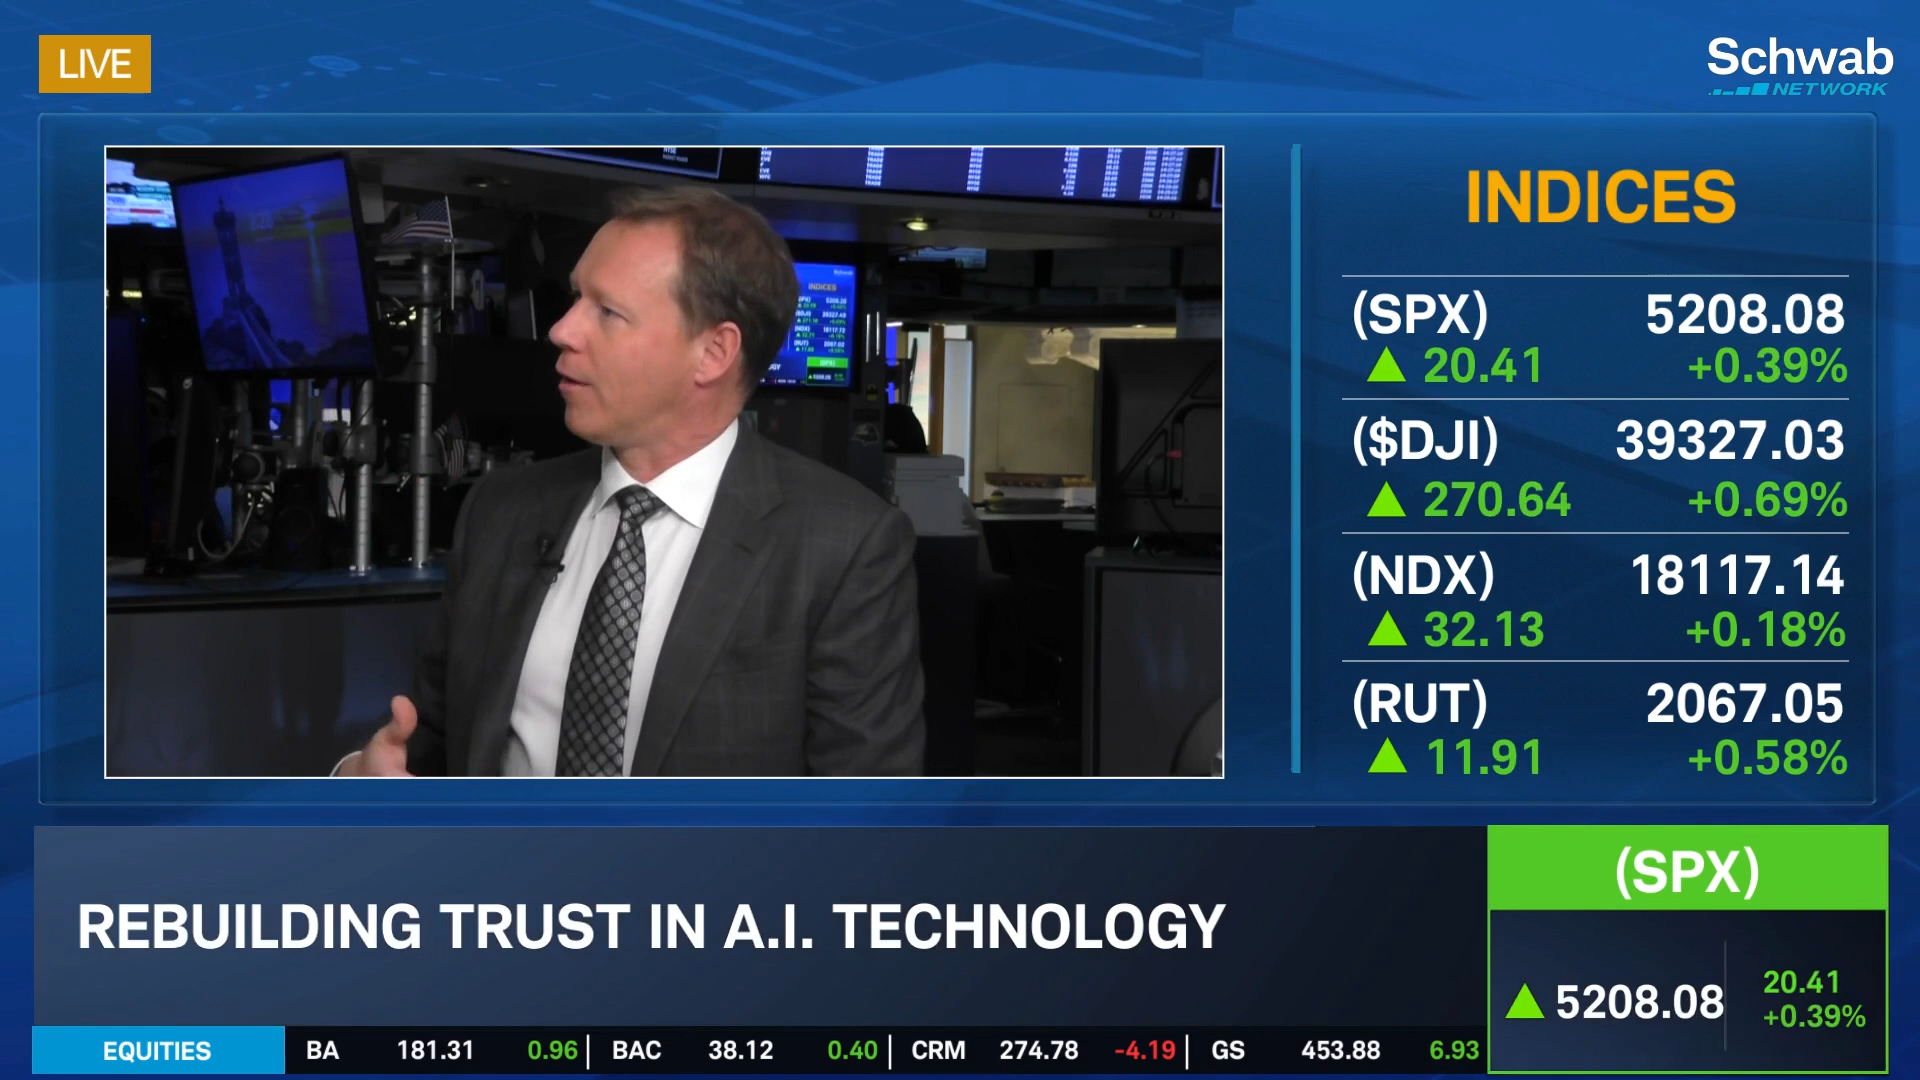 LIVE
Schwab
NETWORK
INDICES
(SPX) 5208.08
▲ 20.41 +0.39%
($DJI) 39327.03
▲ 270.64 +0.69%
(NDX) 18117.14
▲ 32.13 +0.18%
(RUT) 2067.05
▲ 11.91 +0.58%
REBUILDING TRUST IN A.I. TECHNOLOGY
(SPX)
▲ 5208.08
20.41
+0.39%
EQUITIES BA 181.31 0.96 BAC 38.12 0.40 CRM 274.78 -4.19 GS 453.88 6.93
INDICES